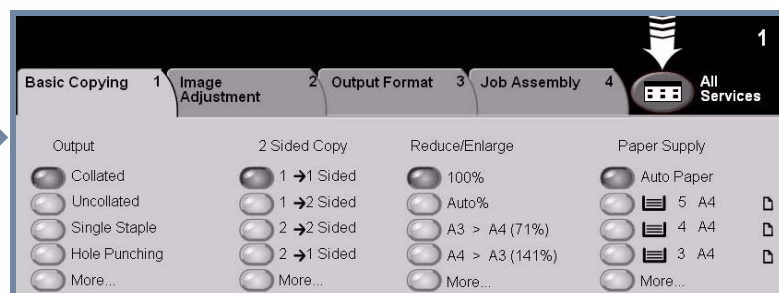 1
Basic Copying 1
Image Adjustment 2
Output Format 3
Job Assembly 4
All Services
Output
Collated
Uncollated
Single Staple
Hole Punching
More...
2 Sided Copy
1 → 1 Sided
1 → 2 Sided
2 → 2 Sided
2 → 1 Sided
More...
Reduce/Enlarge
100%
Auto%
A3 > A4 (71%)
A4 > A3 (141%)
More...
Paper Supply
Auto Paper
5 A4
4 A4
3 A4
More...